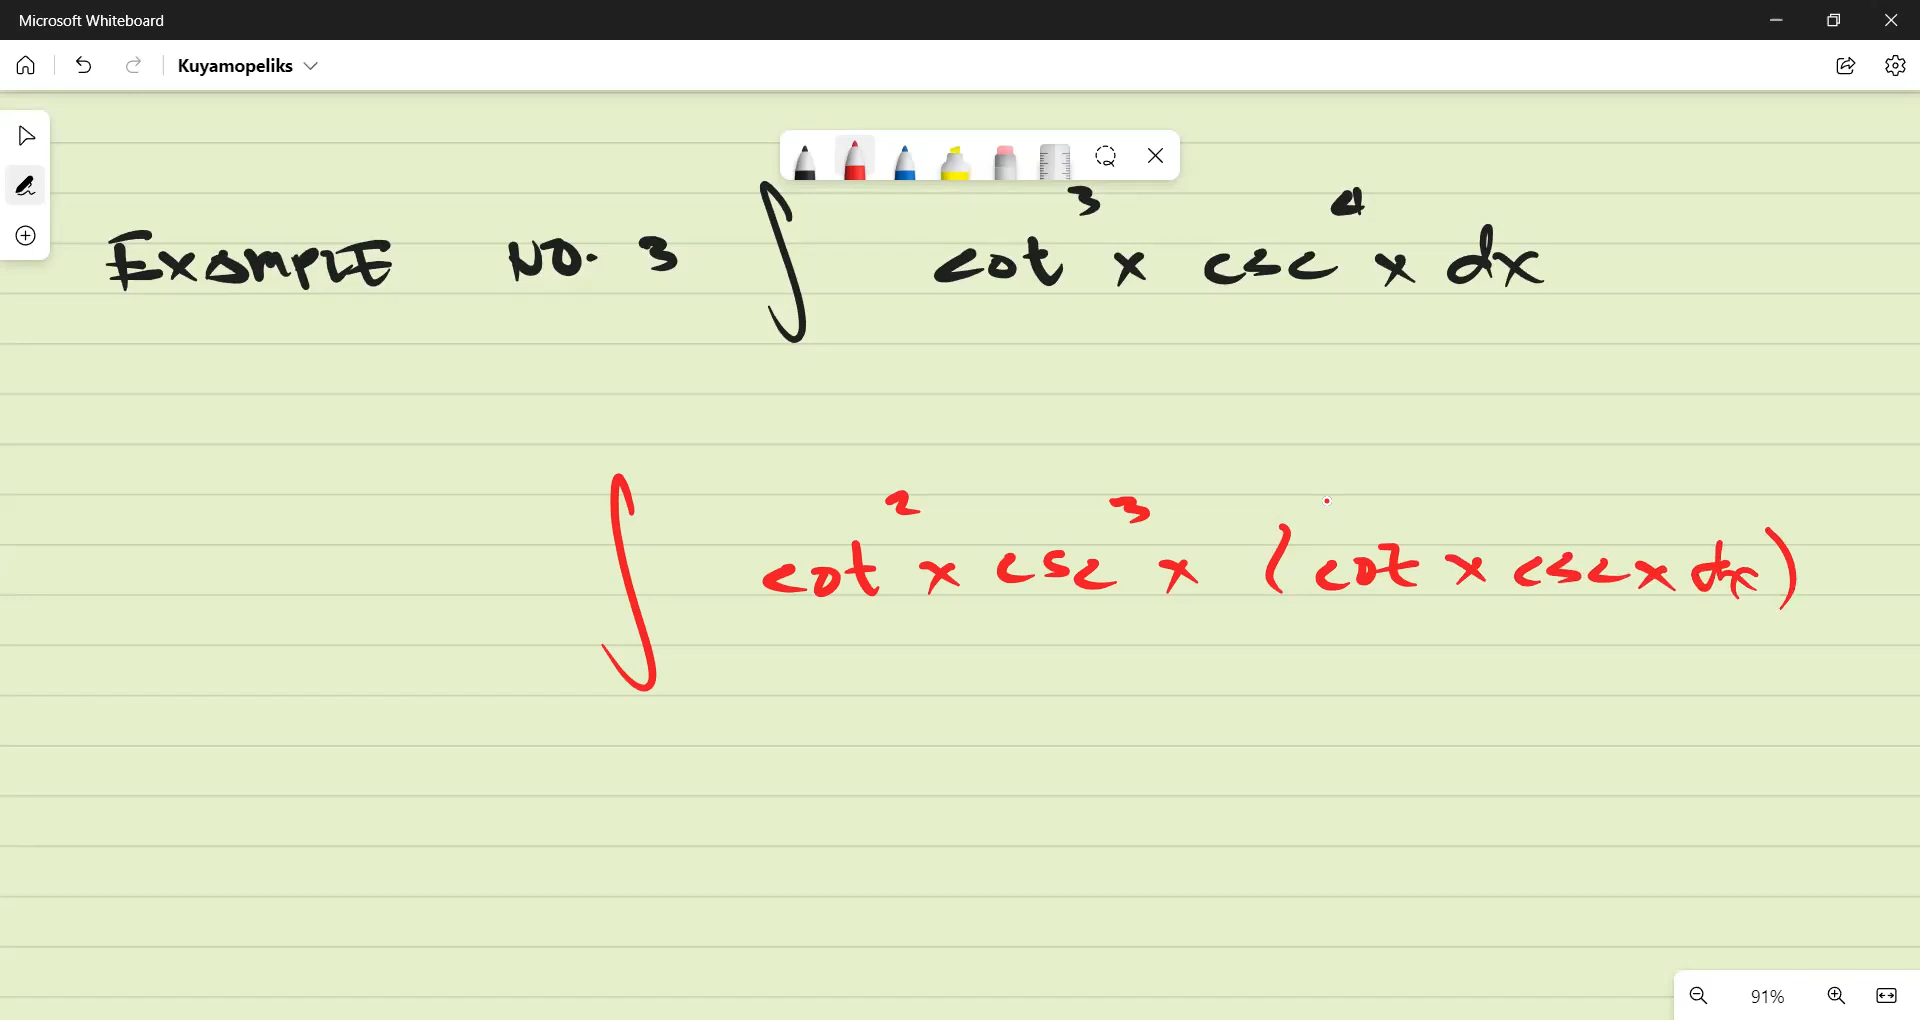 Microsoft Whiteboard
Kuyamopeliks
EXAMPLE NO. 3 ∫ cot³ x csc⁴ x dx
∫ cot² x csc³ x (cot x csc x dx)
91%